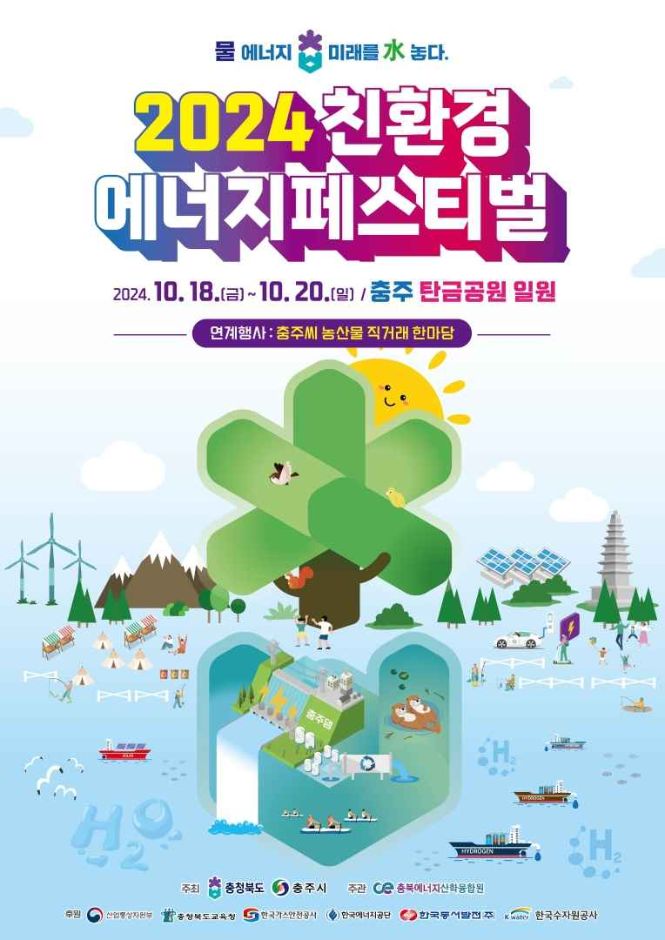 물 에너지 미래를 水 놓다.
2024 친환경
에너지페스티벌
2024. 10. 18.(금) ~ 10. 20.(일) / 충주 탄금공원 일원
연계행사 : 충주씨 농산물 직거래 한마당
충주댐
H₂O
H₂
HYDROGEN
HYDROGEN
H₂
주최 충청북도 충주시 주관 CE 충북에너지산학융합원
후원 산업통상자원부 충청북도교육청 한국가스안전공사 한국에너지공단 한국동서발전㈜ K water 한국수자원공사